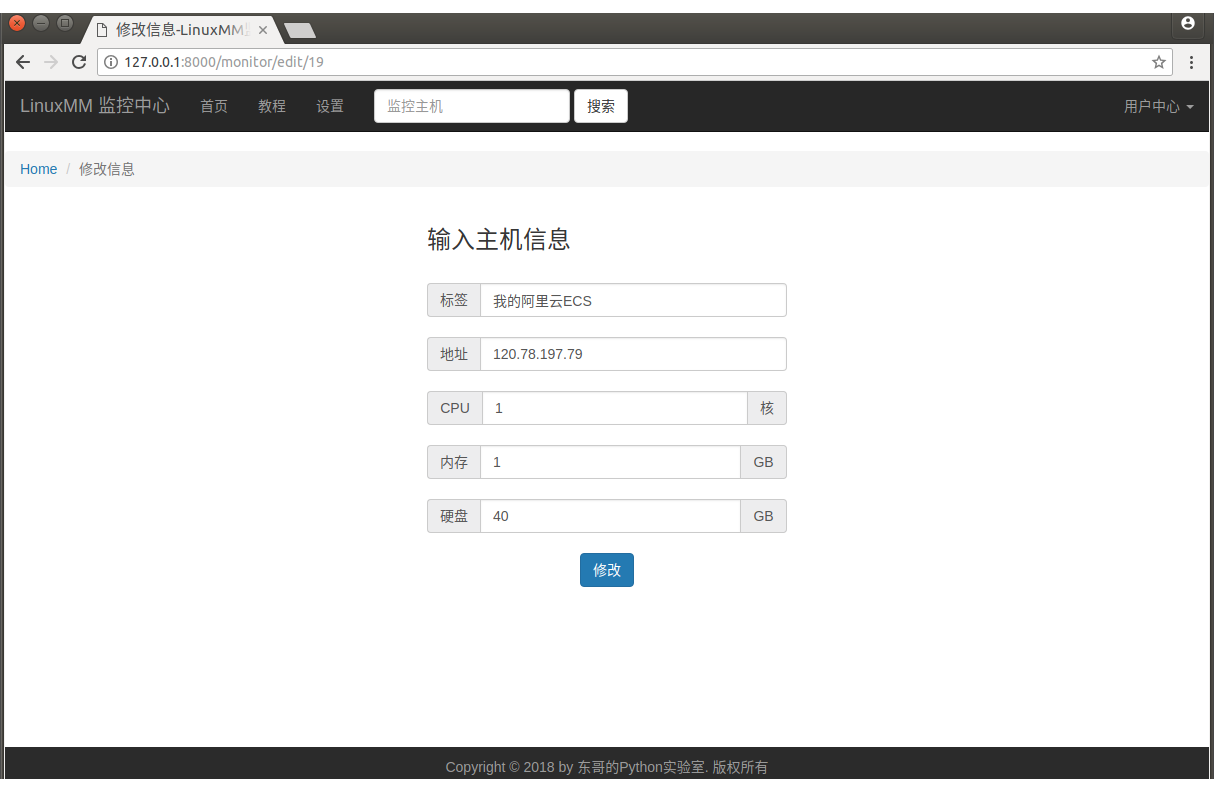 修改信息-LinuxMM
127.0.0.1:8000/monitor/edit/19
LinuxMM 监控中心 首页 教程 设置 监控主机 搜索 用户中心
Home / 修改信息
输入主机信息
标签 我的阿里云ECS
地址 120.78.197.79
CPU 1 核
内存 1 GB
硬盘 40 GB
修改
Copyright © 2018 by 东哥的Python实验室. 版权所有